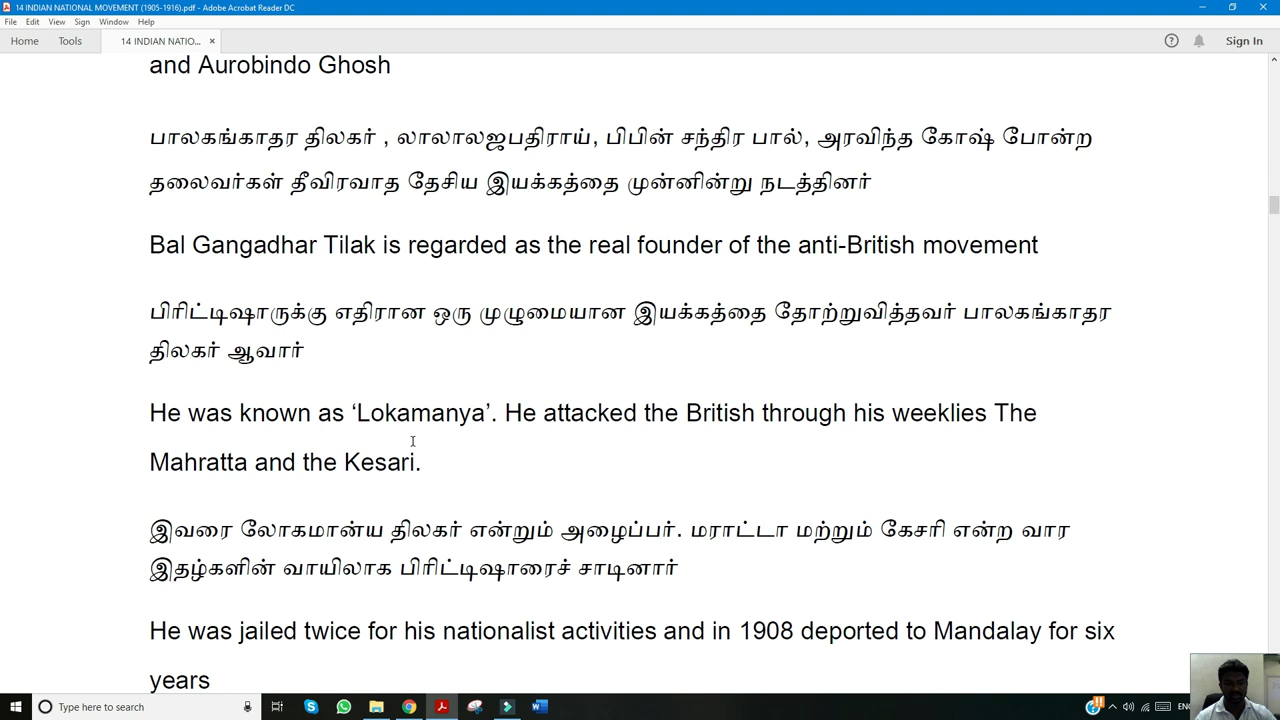 14 INDIAN NATIONAL MOVEMENT (1905-1916).pdf - Adobe Acrobat Reader DC
File Edit View Sign Window Help
Home Tools 14 INDIAN NATIO... × Sign In
and Aurobindo Ghosh
பாலகங்காதர திலகர் , லாலாலஜபதிராய், பிபின் சந்திர பால், அரவிந்த கோஷ் போன்ற
தலைவர்கள் தீவிரவாத தேசிய இயக்கத்தை முன்னின்று நடத்தினர்
Bal Gangadhar Tilak is regarded as the real founder of the anti-British movement
பிரிட்டிஷாருக்கு எதிரான ஒரு முழுமையான இயக்கத்தை தோற்றுவித்தவர் பாலகங்காதர
திலகர் ஆவார்
He was known as ‘Lokamanya’. He attacked the British through his weeklies The
Mahratta and the Kesari.
இவரை லோகமான்ய திலகர் என்றும் அழைப்பர். மராட்டா மற்றும் கேசரி என்ற வார
இதழ்களின் வாயிலாக பிரிட்டிஷாரைச் சாடினார்
He was jailed twice for his nationalist activities and in 1908 deported to Mandalay for six
years
Type here to search